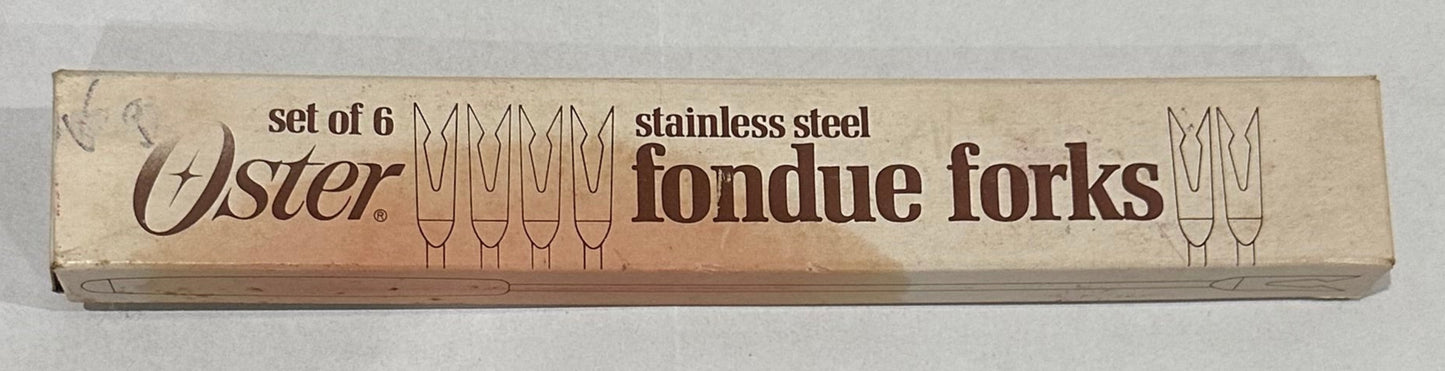 set of 6
Oster®
stainless steel
fondue forks